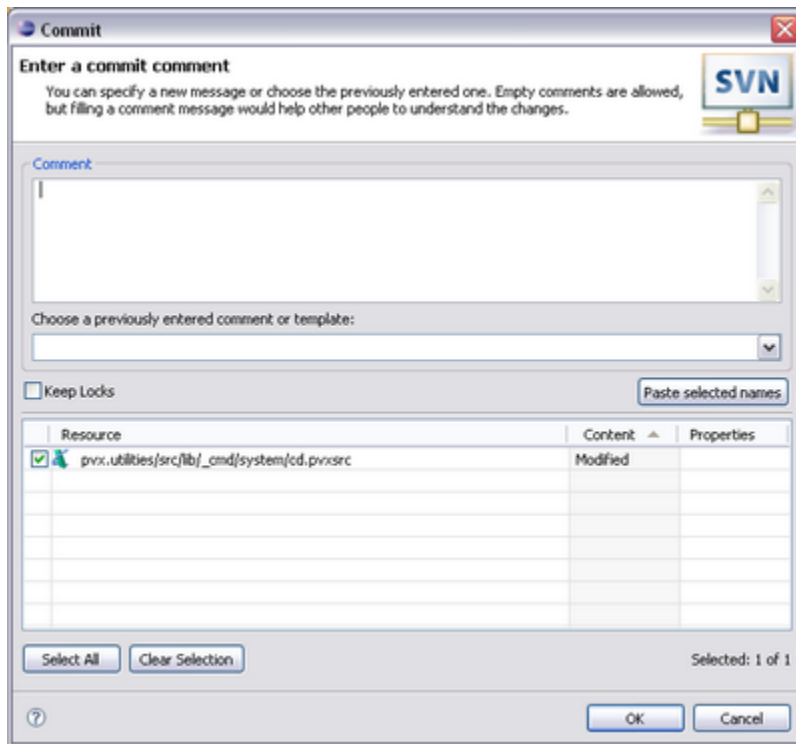 Commit
Enter a commit comment
You can specify a new message or choose the previously entered one. Empty comments are allowed,
but filling a comment message would help other people to understand the changes.
SVN
Comment
Choose a previously entered comment or template:
Keep Locks
Paste selected names
Resource Content Properties
pvx.utilities/src/lib/_cmd/system/cd.pvxsrc Modified
Select All Clear Selection Selected: 1 of 1
? OK Cancel